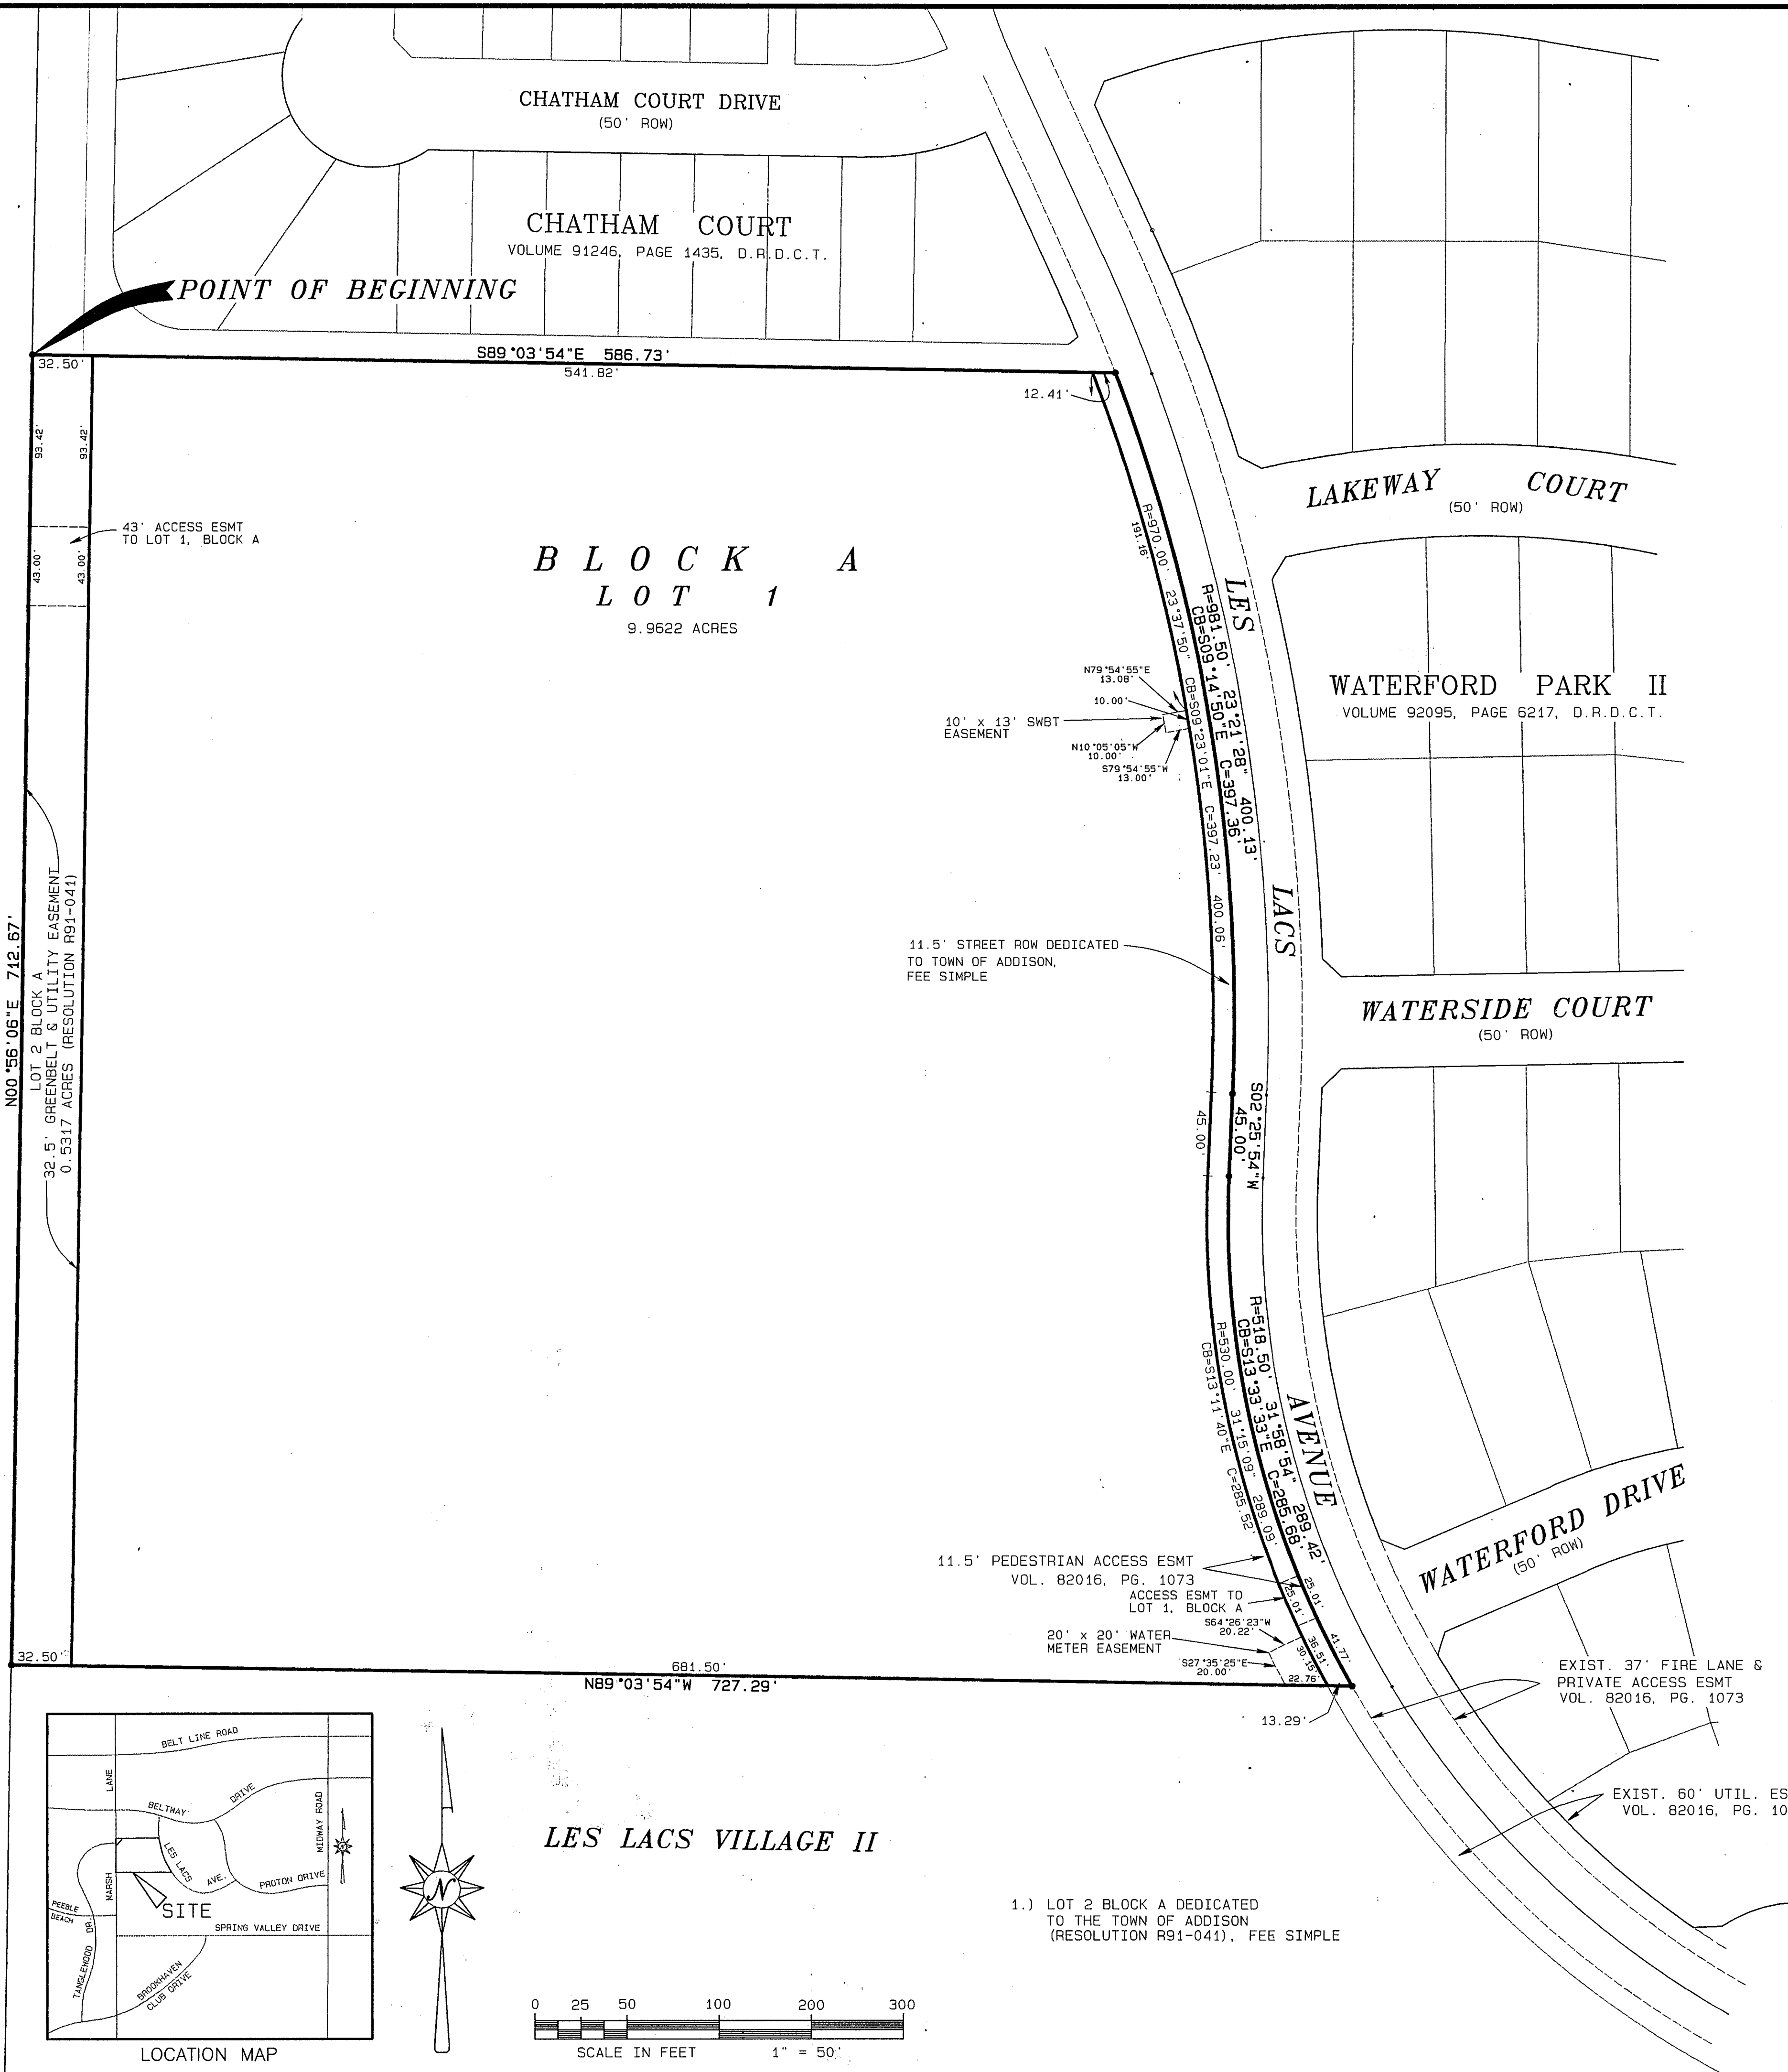 CHATHAM COURT DRIVE
(50' ROW)
CHATHAM COURT
VOLUME 91246, PAGE 1435, D.R.D.C.T.
POINT OF BEGINNING
S89°03'54"E 586.73'
32.50'
541.82'
12.41'
93.42'
93.42'
43' ACCESS ESMT
TO LOT 1, BLOCK A
43.00'
43.00'
BLOCK A
LOT 1
9.9622 ACRES
LAKEWAY COURT
(50' ROW)
R=970.00' 23°37'50" CB=S09°23'01"E C=397.23' 400.06'
191.16'
R=981.50' 23°21'28" 400.13'
CB=S09°14'50"E C=397.36'
LES LACS AVENUE
N79°54'55"E
13.08'
10.00'
10' x 13' SWBT
EASEMENT
N10°05'05"W
10.00'
S79°54'55"W
13.00'
WATERFORD PARK II
VOLUME 92095, PAGE 6217, D.R.D.C.T.
11.5' STREET ROW DEDICATED
TO TOWN OF ADDISON,
FEE SIMPLE
WATERSIDE COURT
(50' ROW)
N00°56'06"E 712.67'
LOT 2 BLOCK A
32.5' GREENBELT & UTILITY EASEMENT
0.5317 ACRES (RESOLUTION R91-041)
45.00'
S02°25'54"W
45.00'
R=530.00' 31°15'09" 289.09'
CB=S13°11'40"E C=285.52'
R=518.50' 31°58'54" 289.42'
CB=S13°33'33"E C=285.68'
WATERFORD DRIVE
(50' ROW)
11.5' PEDESTRIAN ACCESS ESMT
VOL. 82016, PG. 1073
ACCESS ESMT TO
LOT 1, BLOCK A
25.01'
25.01'
S64°26'23"W
20.22'
20' x 20' WATER
METER EASEMENT
S27°35'25"E
20.00'
36.51'
30.15'
41.77'
22.76'
13.29'
32.50'
681.50'
N89°03'54"W 727.29'
EXIST. 37' FIRE LANE &
PRIVATE ACCESS ESMT
VOL. 82016, PG. 1073
EXIST. 60' UTIL. ES
VOL. 82016, PG. 10
BELT LINE ROAD
LANE
BELTWAY DRIVE
MIDWAY ROAD
LES LACS AVE.
PROTON DRIVE
MARSH
SITE
PEEBLE
BEACH
SPRING VALLEY DRIVE
TANGLEWOOD DR.
BROOKHAVEN
CLUB DRIVE
LOCATION MAP
N
LES LACS VILLAGE II
1.) LOT 2 BLOCK A DEDICATED
TO THE TOWN OF ADDISON
(RESOLUTION R91-041), FEE SIMPLE
0 25 50 100 200 300
SCALE IN FEET 1" = 50'